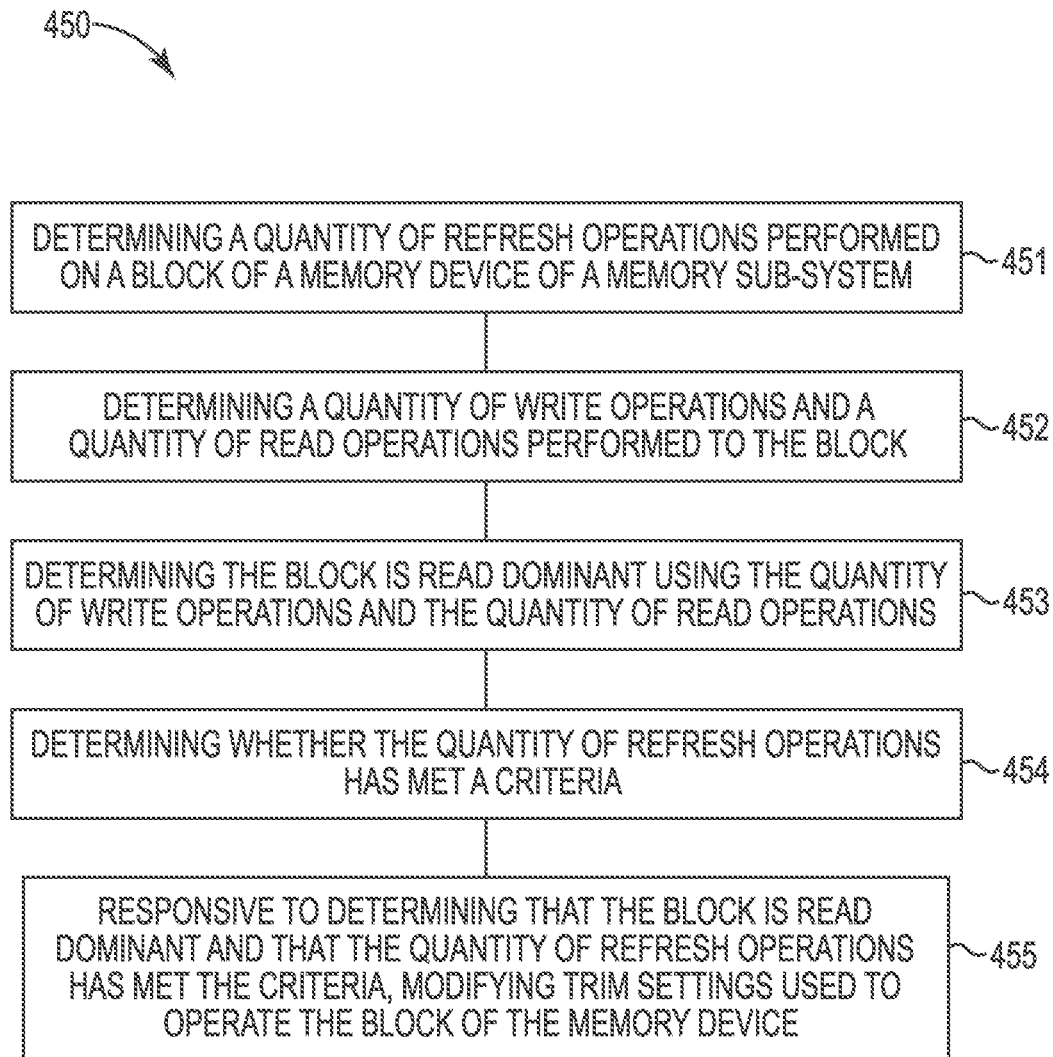 450
DETERMINING A QUANTITY OF REFRESH OPERATIONS PERFORMED
ON A BLOCK OF A MEMORY DEVICE OF A MEMORY SUB-SYSTEM
451
DETERMINING A QUANTITY OF WRITE OPERATIONS AND A
QUANTITY OF READ OPERATIONS PERFORMED TO THE BLOCK
452
DETERMINING THE BLOCK IS READ DOMINANT USING THE QUANTITY
OF WRITE OPERATIONS AND THE QUANTITY OF READ OPERATIONS
453
DETERMINING WHETHER THE QUANTITY OF REFRESH OPERATIONS
HAS MET A CRITERIA
454
RESPONSIVE TO DETERMINING THAT THE BLOCK IS READ
DOMINANT AND THAT THE QUANTITY OF REFRESH OPERATIONS
HAS MET THE CRITERIA, MODIFYING TRIM SETTINGS USED TO
OPERATE THE BLOCK OF THE MEMORY DEVICE
455